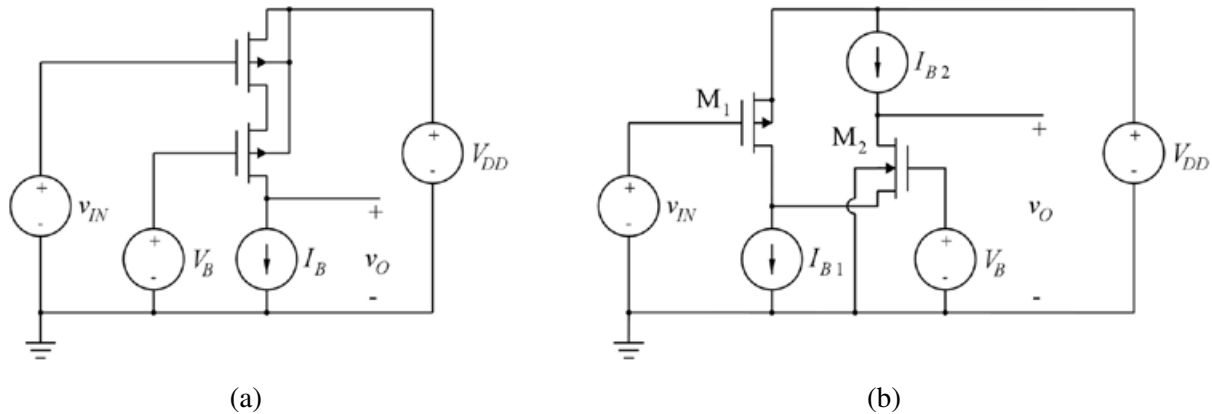 +
-
v_IN
+
-
V_B
I_B
+
v_O
-
+
-
V_DD
(a)
M_1
M_2
I_B2
+
-
v_IN
I_B1
+
-
V_B
+
v_O
-
+
-
V_DD
(b)